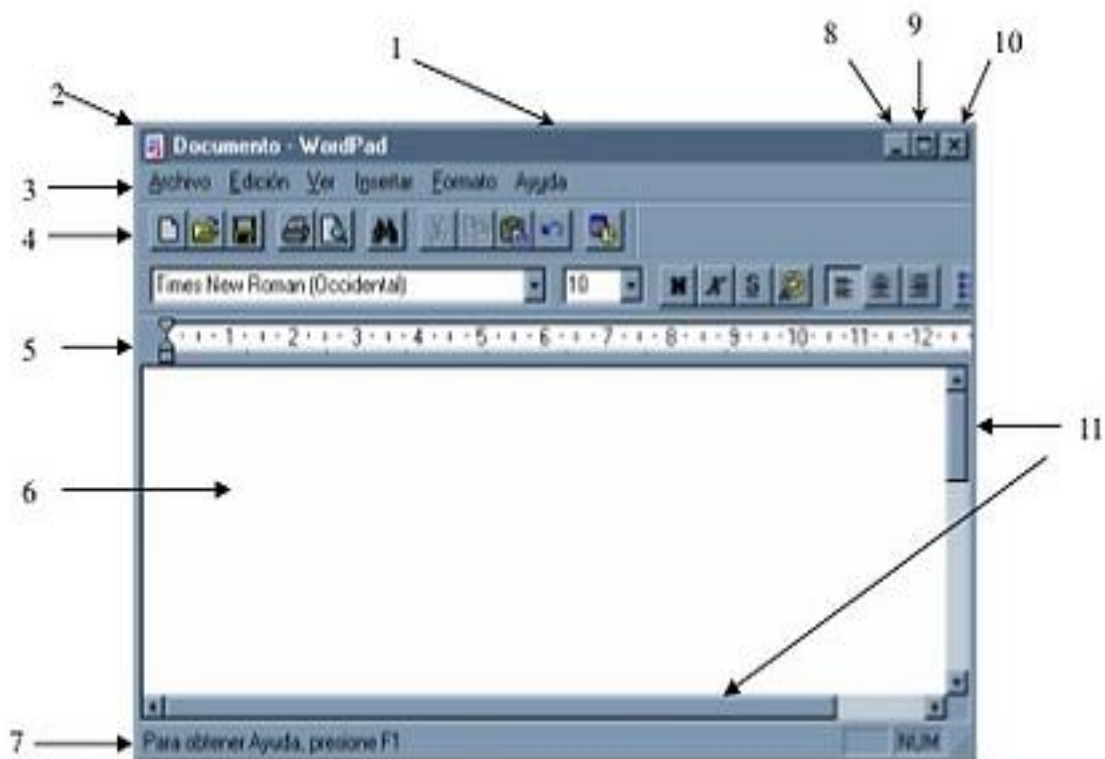 1
8
9
10
2
Documento - WordPad
3
Archivo Edición Ver Insertar Formato Ayuda
4
Times New Roman (Occidental) 10 N K S
5
1 2 3 4 5 6 7 8 9 10 11 12
11
6
7
Para obtener Ayuda, presione F1 NUM